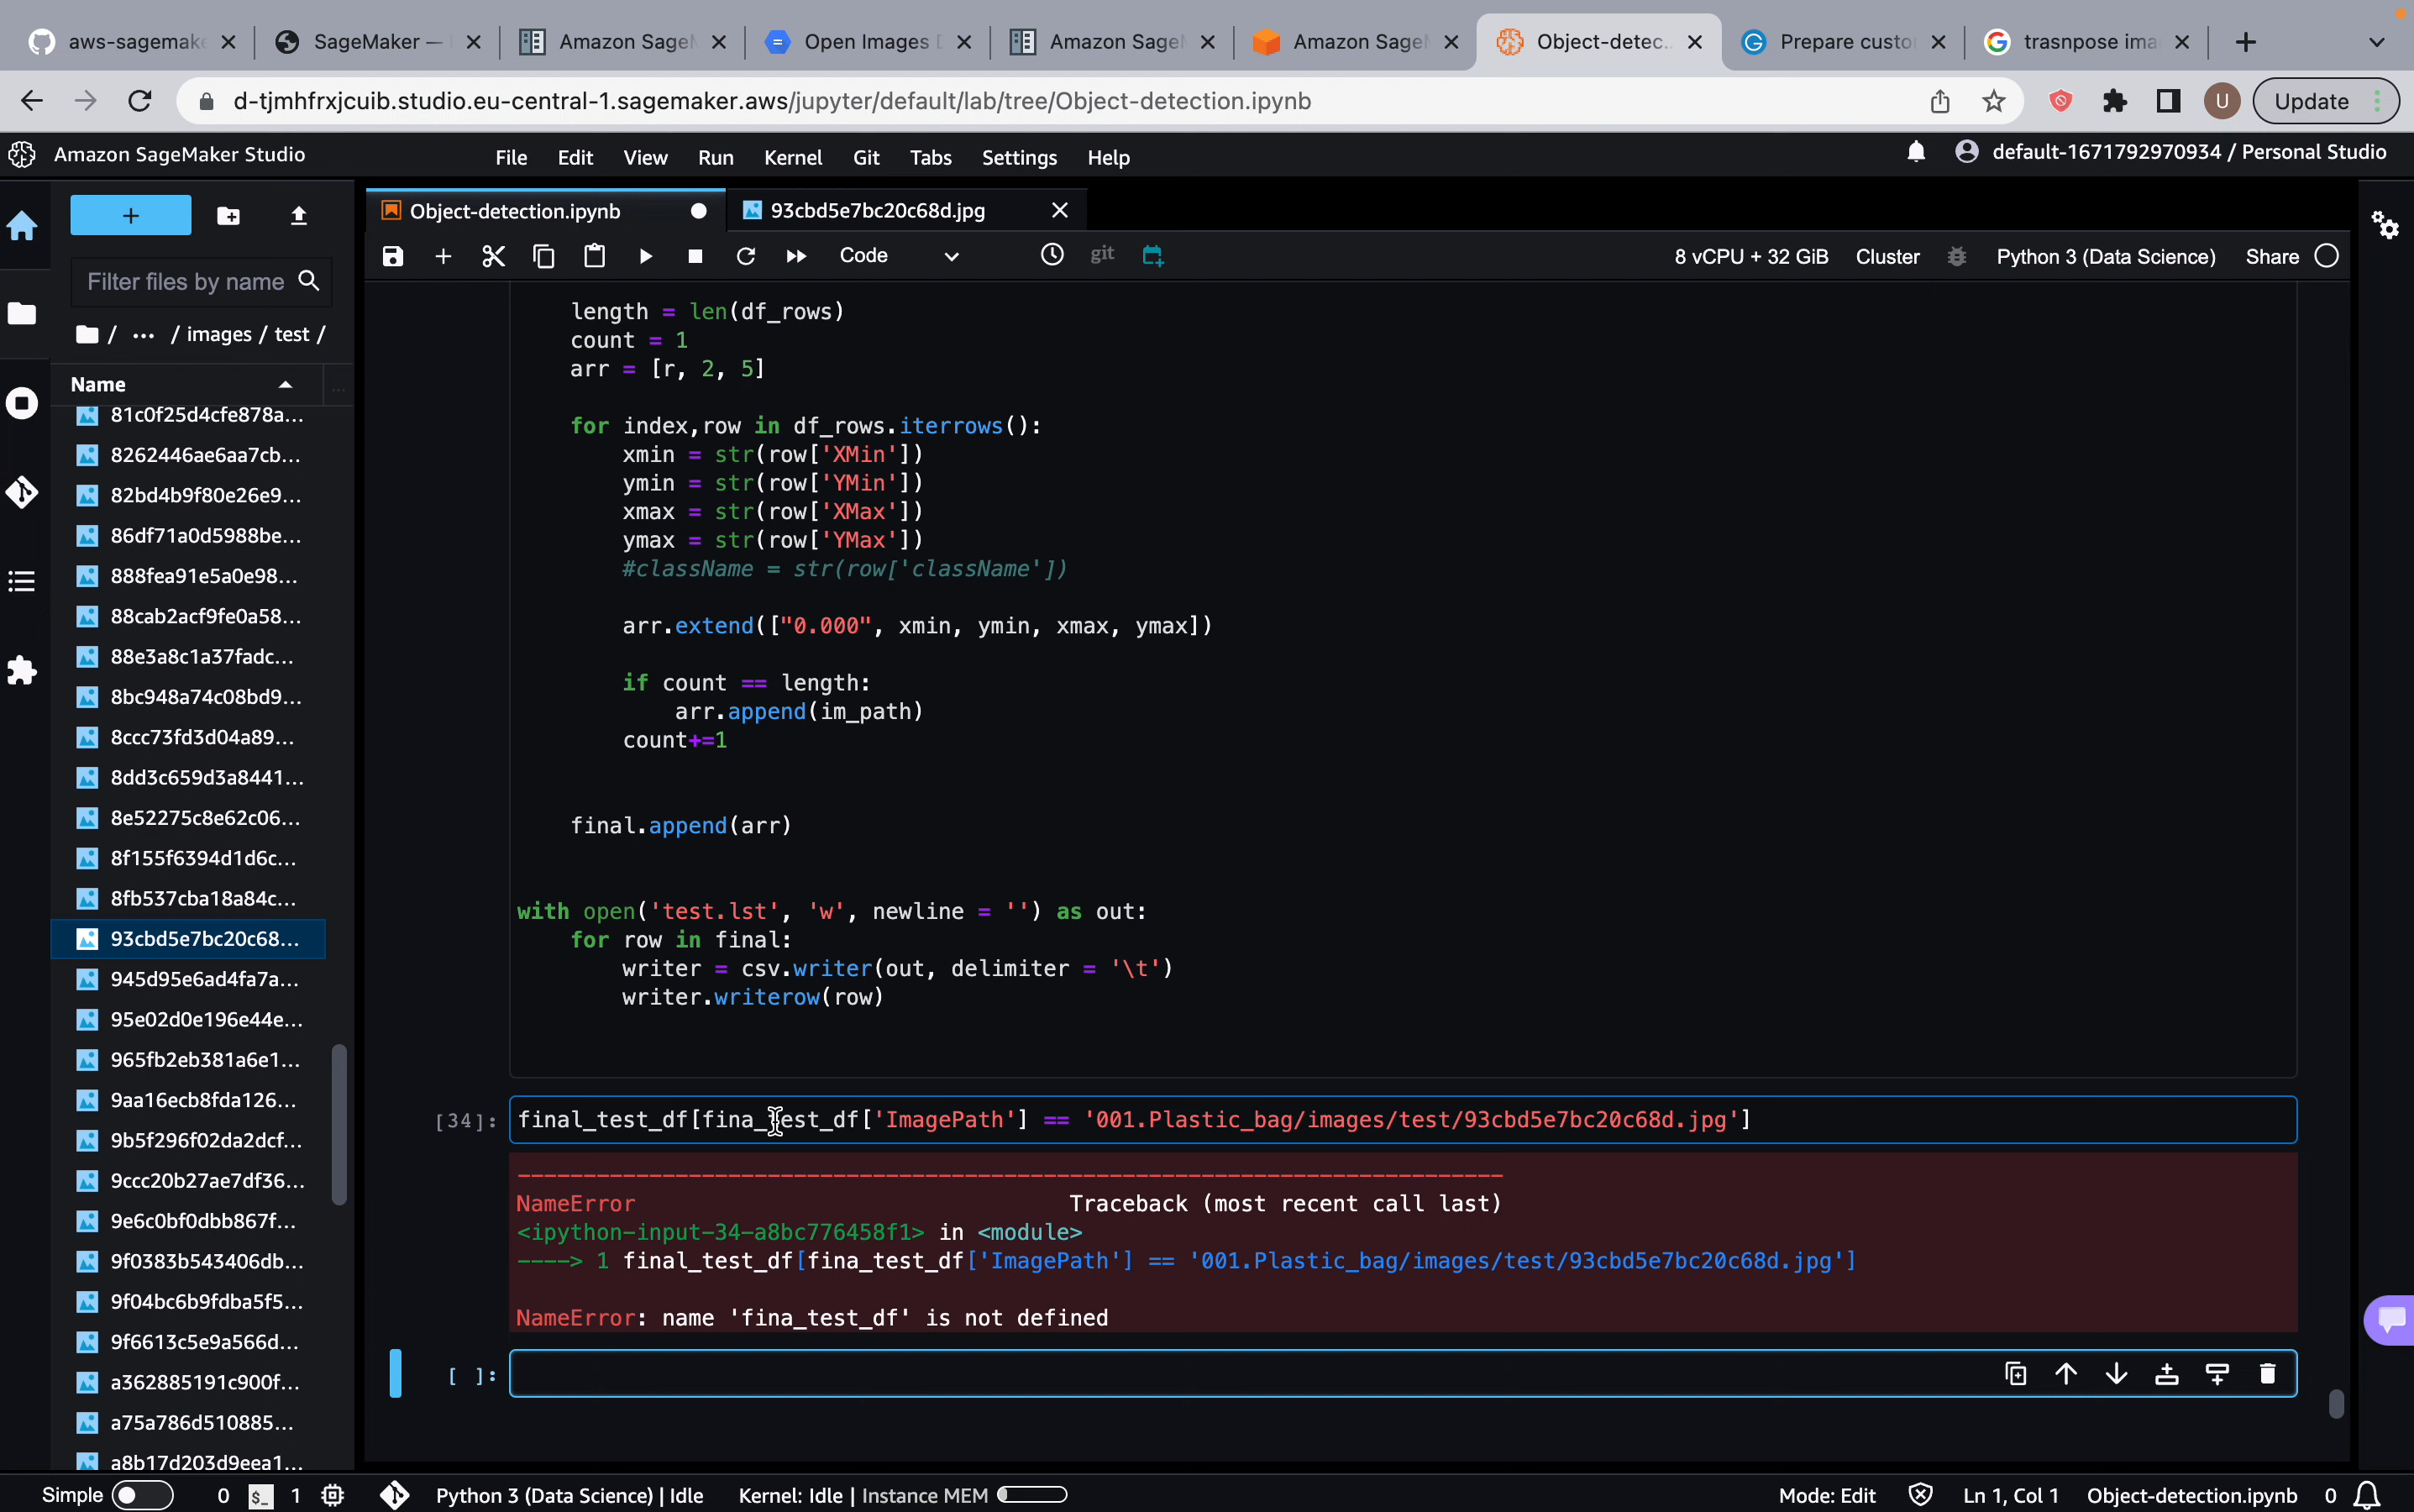 aws-sagemake
SageMaker —
Amazon SageM
Open Images D
Amazon SageM
Amazon SageM
Object-detec...
Prepare custo
trasnpose ima
d-tjmhfrxjcuib.studio.eu-central-1.sagemaker.aws/jupyter/default/lab/tree/Object-detection.ipynb
U
Update
Amazon SageMaker Studio
File Edit View Run Kernel Git Tabs Settings Help
default-1671792970934 / Personal Studio
+
Object-detection.ipynb
93cbd5e7bc20c68d.jpg
Code
git
8 vCPU + 32 GiB Cluster Python 3 (Data Science) Share
Filter files by name
/ ··· / images / test /
Name
81c0f25d4cfe878a...
8262446ae6aa7cb...
82bd4b9f80e26e9...
86df71a0d5988be...
888fea91e5a0e98...
88cab2acf9fe0a58...
88e3a8c1a37fadc...
8bc948a74c08bd9...
8ccc73fd3d04a89...
8dd3c659d3a8441...
8e52275c8e62c06...
8f155f6394d1d6c...
8fb537cba18a84c...
93cbd5e7bc20c68...
945d95e6ad4fa7a...
95e02d0e196e44e...
965fb2eb381a6e1...
9aa16ecb8fda126...
9b5f296f02da2dcf...
9ccc20b27ae7df36...
9e6c0bf0dbb867f...
9f0383b543406db...
9f04bc6b9fdba5f5...
9f6613c5e9a566d...
a362885191c900f...
a75a786d510885...
a8b17d203d9eea1...
length = len(df_rows)
count = 1
arr = [r, 2, 5]
for index,row in df_rows.iterrows():
xmin = str(row['XMin'])
ymin = str(row['YMin'])
xmax = str(row['XMax'])
ymax = str(row['YMax'])
#className = str(row['className'])
arr.extend(["0.000", xmin, ymin, xmax, ymax])
if count == length:
arr.append(im_path)
count+=1
final.append(arr)
with open('test.lst', 'w', newline = '') as out:
for row in final:
writer = csv.writer(out, delimiter = '\t')
writer.writerow(row)
[34]: final_test_df[fina_test_df['ImagePath'] == '001.Plastic_bag/images/test/93cbd5e7bc20c68d.jpg']
---------------------------------------------------------------------------
NameError Traceback (most recent call last)
<ipython-input-34-a8bc776458f1> in <module>
----> 1 final_test_df[fina_test_df['ImagePath'] == '001.Plastic_bag/images/test/93cbd5e7bc20c68d.jpg']
NameError: name 'fina_test_df' is not defined
[ ]:
Simple 0 $_ 1 Python 3 (Data Science) | Idle Kernel: Idle | Instance MEM Mode: Edit Ln 1, Col 1 Object-detection.ipynb 0